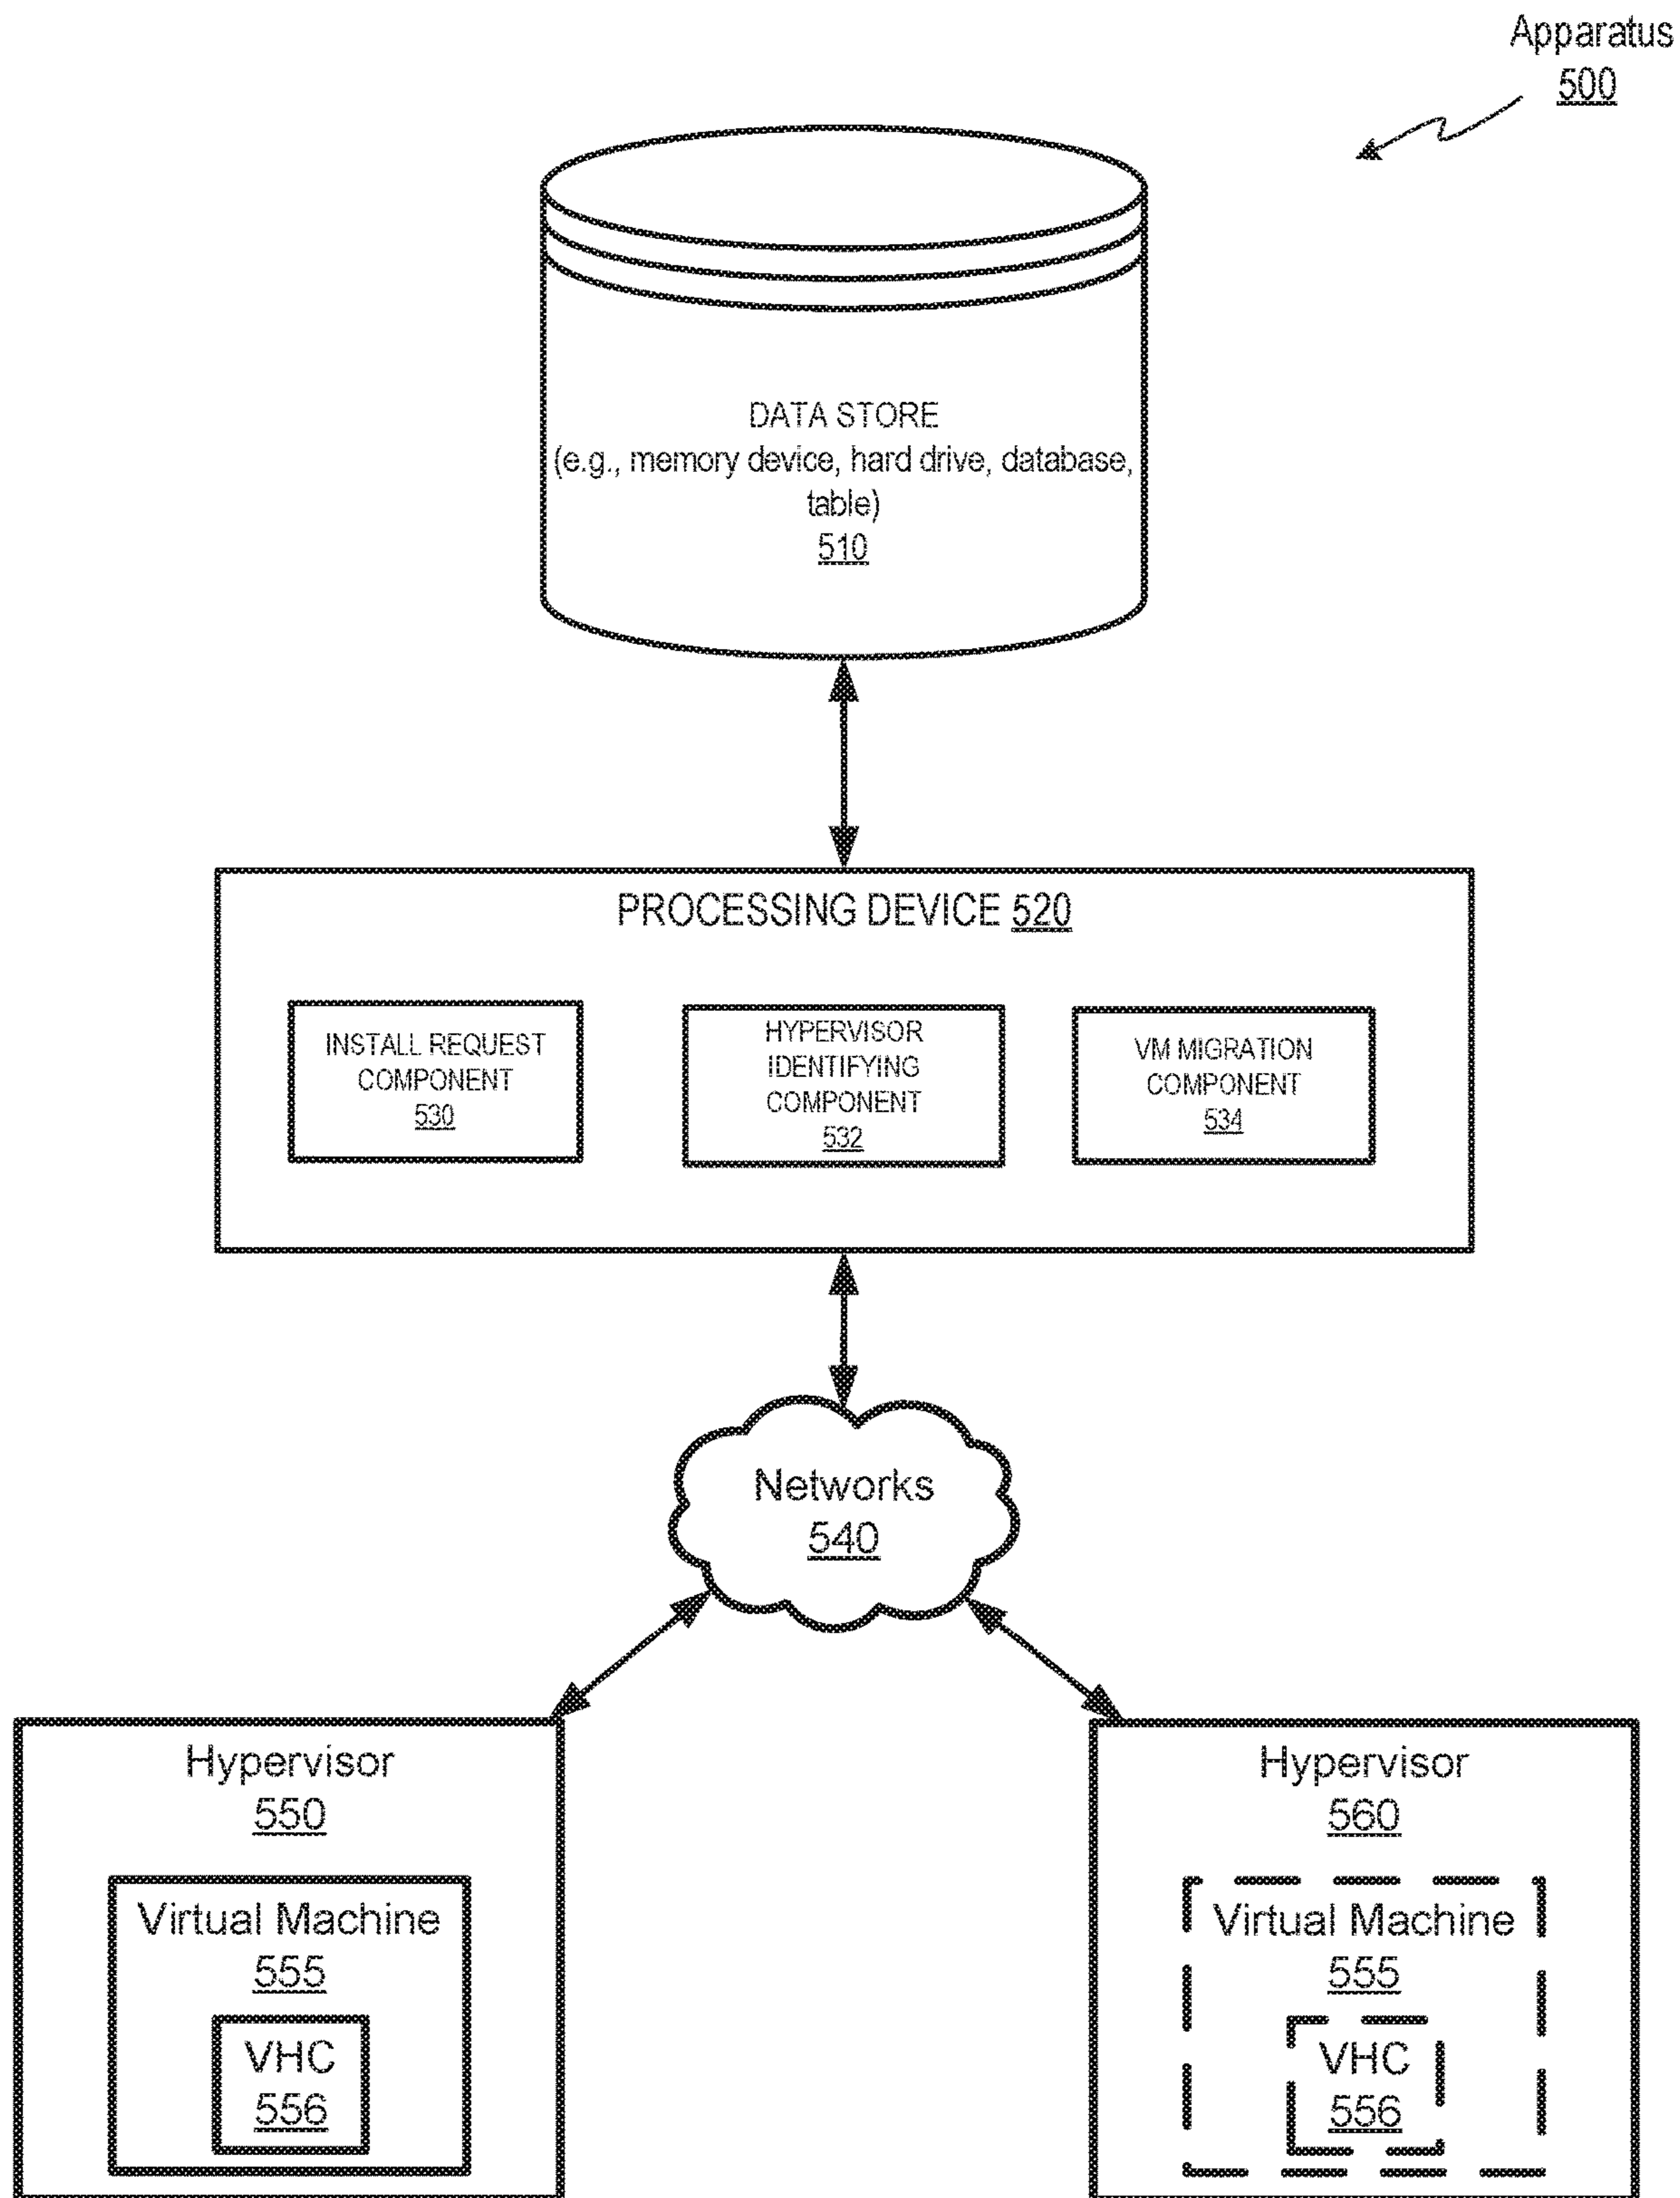 Apparatus
500
DATA STORE
(e.g., memory device, hard drive, database,
table)
510
PROCESSING DEVICE 520
INSTALL REQUEST
COMPONENT
530
HYPERVISOR
IDENTIFYING
COMPONENT
532
VM MIGRATION
COMPONENT
534
Networks
540
Hypervisor
550
Virtual Machine
555
VHC
556
Hypervisor
560
Virtual Machine
555
VHC
556